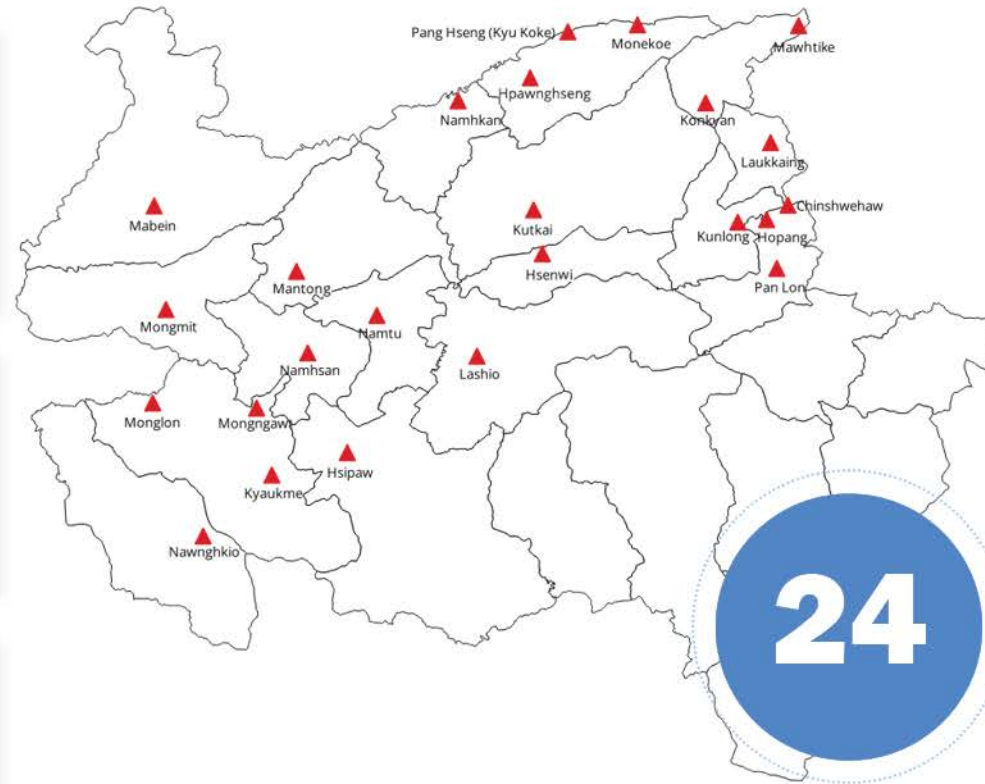 Pang Hseng (Kyu Koke)
Monekoe
Mawhtike
Hpawnghseng
Namhkan
Konkyan
Laukkaing
Mabein
Kutkai
Chinshwehaw
Kunlong
Hopang
Hsenwi
Pan Lon
Mantong
Mongmit
Namtu
Namhsan
Lashio
Monglon
Mongngawt
Hsipaw
Kyaukme
Nawnghkio
24